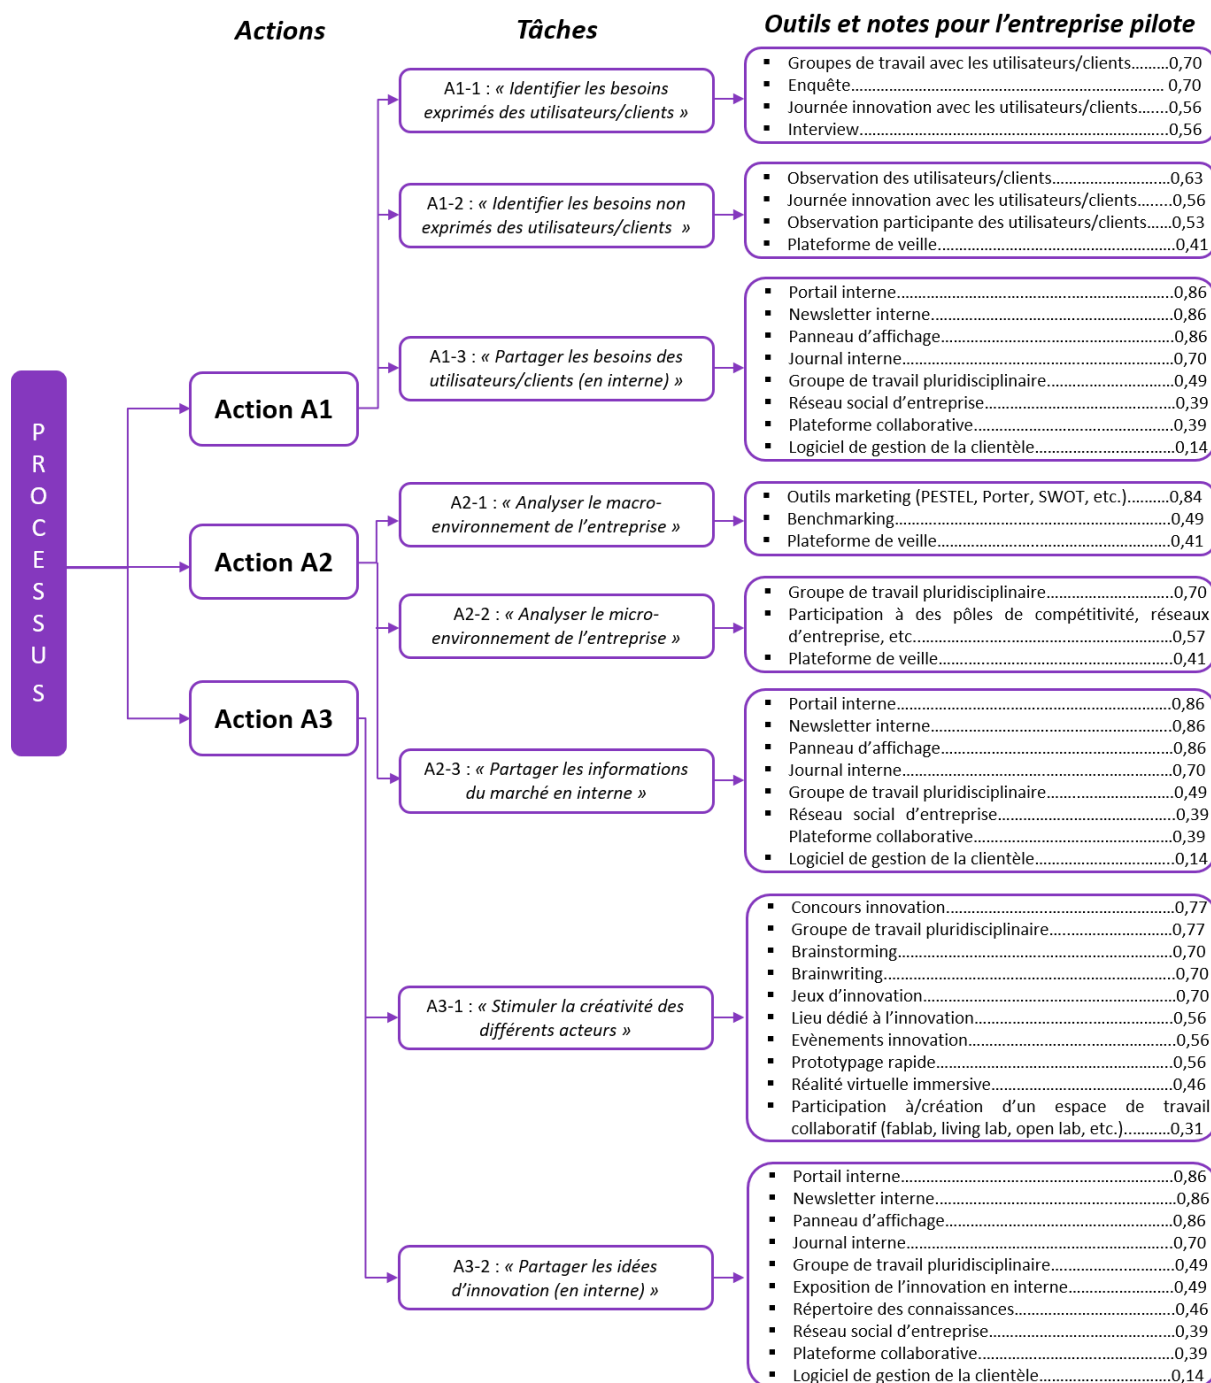 Actions
Tâches
Outils et notes pour l’entreprise pilote
PROCESSUS
Action A1
A1-1 : « Identifier les besoins
exprimés des utilisateurs/clients »
▪ Groupes de travail avec les utilisateurs/clients.........0,70
▪ Enquête.......................................................... 0,70
▪ Journée innovation avec les utilisateurs/clients......0,56
▪ Interview..........................................................0,56
A1-2 : « Identifier les besoins non
exprimés des utilisateurs/clients »
▪ Observation des utilisateurs/clients......................0,63
▪ Journée innovation avec les utilisateurs/clients......0,56
▪ Observation participante des utilisateurs/clients......0,53
▪ Plateforme de veille.............................................0,41
A1-3 : « Partager les besoins des
utilisateurs/clients (en interne) »
▪ Portail interne....................................................0,86
▪ Newsletter interne..............................................0,86
▪ Panneau d’affichage............................................0,86
▪ Journal interne...................................................0,70
▪ Groupe de travail pluridisciplinaire........................0,49
▪ Réseau social d’entreprise....................................0,39
▪ Plateforme collaborative......................................0,39
▪ Logiciel de gestion de la clientèle..........................0,14
Action A2
A2-1 : « Analyser le macro-
environnement de l’entreprise »
▪ Outils marketing (PESTEL, Porter, SWOT, etc.)........0,84
▪ Benchmarking....................................................0,49
▪ Plateforme de veille.............................................0,41
A2-2 : « Analyser le micro-
environnement de l’entreprise »
▪ Groupe de travail pluridisciplinaire........................0,70
▪ Participation à des pôles de compétitivité, réseaux
d’entreprise, etc................................................0,57
▪ Plateforme de veille.............................................0,41
A2-3 : « Partager les informations
du marché en interne »
▪ Portail interne....................................................0,86
▪ Newsletter interne..............................................0,86
▪ Panneau d’affichage............................................0,86
▪ Journal interne...................................................0,70
▪ Groupe de travail pluridisciplinaire........................0,49
▪ Réseau social d’entreprise....................................0,39
Plateforme collaborative......................................0,39
▪ Logiciel de gestion de la clientèle..........................0,14
Action A3
A3-1 : « Stimuler la créativité des
différents acteurs »
▪ Concours innovation...........................................0,77
▪ Groupe de travail pluridisciplinaire........................0,77
▪ Brainstorming....................................................0,70
▪ Brainwriting.......................................................0,70
▪ Jeux d’innovation................................................0,70
▪ Lieu dédié à l’innovation......................................0,56
▪ Evènements innovation........................................0,56
▪ Prototypage rapide.............................................0,56
▪ Réalité virtuelle immersive...................................0,46
▪ Participation à/création d’un espace de travail
collaboratif (fablab, living lab, open lab, etc.)..........0,31
A3-2 : « Partager les idées
d’innovation (en interne) »
▪ Portail interne....................................................0,86
▪ Newsletter interne..............................................0,86
▪ Panneau d’affichage............................................0,86
▪ Journal interne...................................................0,70
▪ Groupe de travail pluridisciplinaire........................0,49
▪ Exposition de l’innovation en interne.....................0,49
▪ Répertoire des connaissances...............................0,46
▪ Réseau social d’entreprise....................................0,39
▪ Plateforme collaborative......................................0,39
▪ Logiciel de gestion de la clientèle..........................0,14